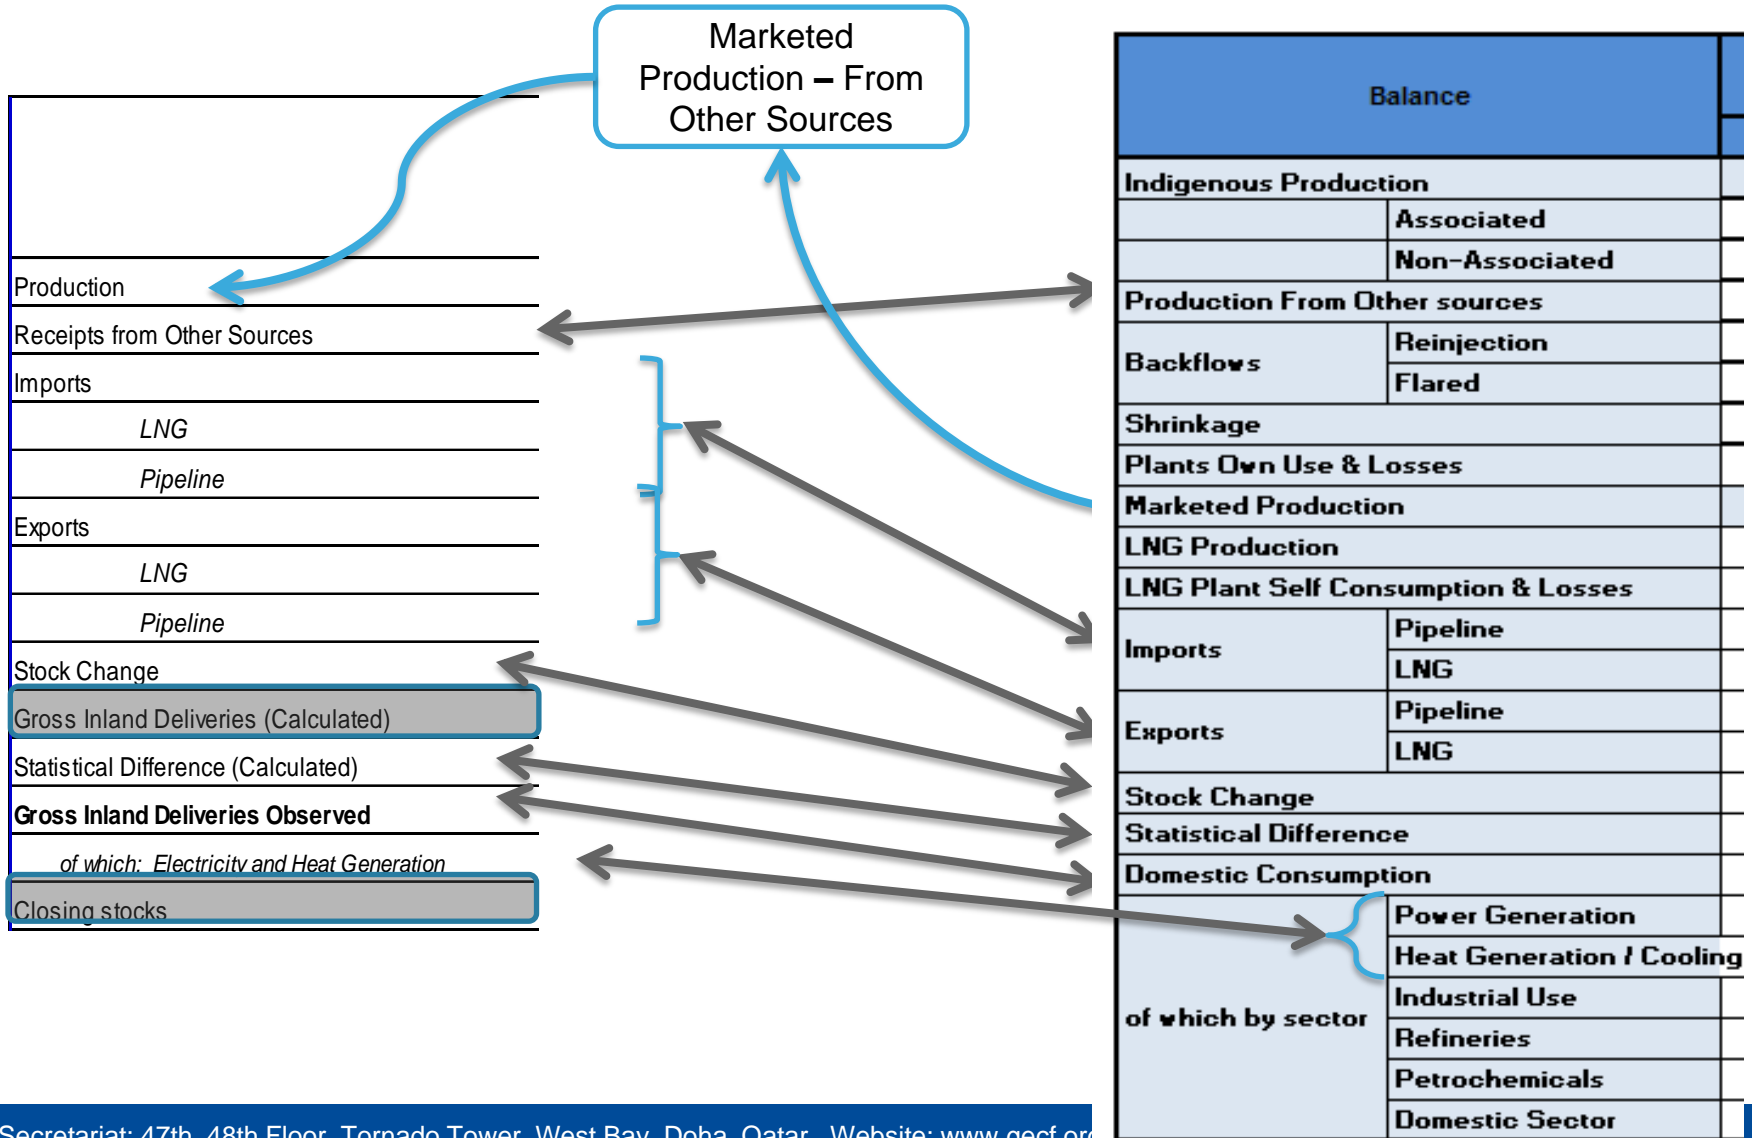 Marketed
Production – From
Other Sources
Production
Receipts from Other Sources
Imports
LNG
Pipeline
Exports
LNG
Pipeline
Stock Change
Gross Inland Deliveries (Calculated)
Statistical Difference (Calculated)
Gross Inland Deliveries Observed
of which: Electricity and Heat Generation
Closing stocks
Balance
Indigenous Production
Associated
Non-Associated
Production From Other sources
Backflows
Reinjection
Flared
Shrinkage
Plants Own Use & Losses
Marketed Production
LNG Production
LNG Plant Self Consumption & Losses
Imports
Pipeline
LNG
Exports
Pipeline
LNG
Stock Change
Statistical Difference
Domestic Consumption
of which by sector
Power Generation
Heat Generation / Cooling
Industrial Use
Refineries
Petrochemicals
Domestic Sector
Secretariat: 47th, 48th Floor, Tornado Tower, West Bay, Doha, Qatar Website: www.gecf.org